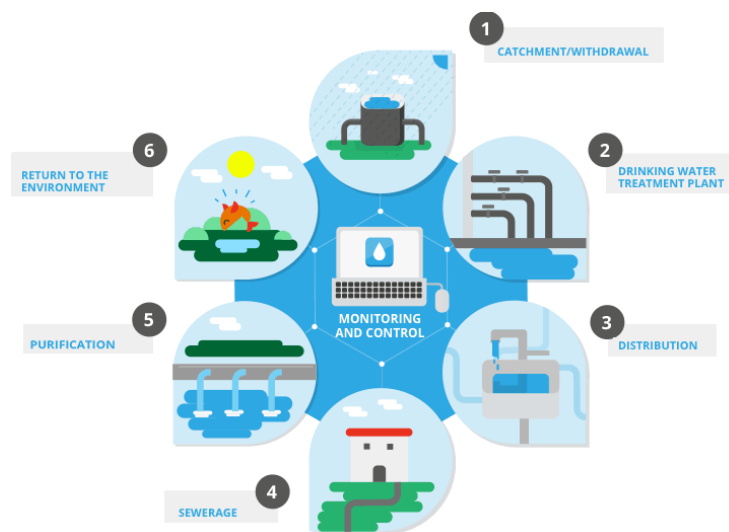 1
CATCHMENT/WITHDRAWAL
2
DRINKING WATER
TREATMENT PLANT
3
DISTRIBUTION
4
SEWERAGE
5
PURIFICATION
6
RETURN TO THE
ENVIRONMENT
MONITORING
AND CONTROL